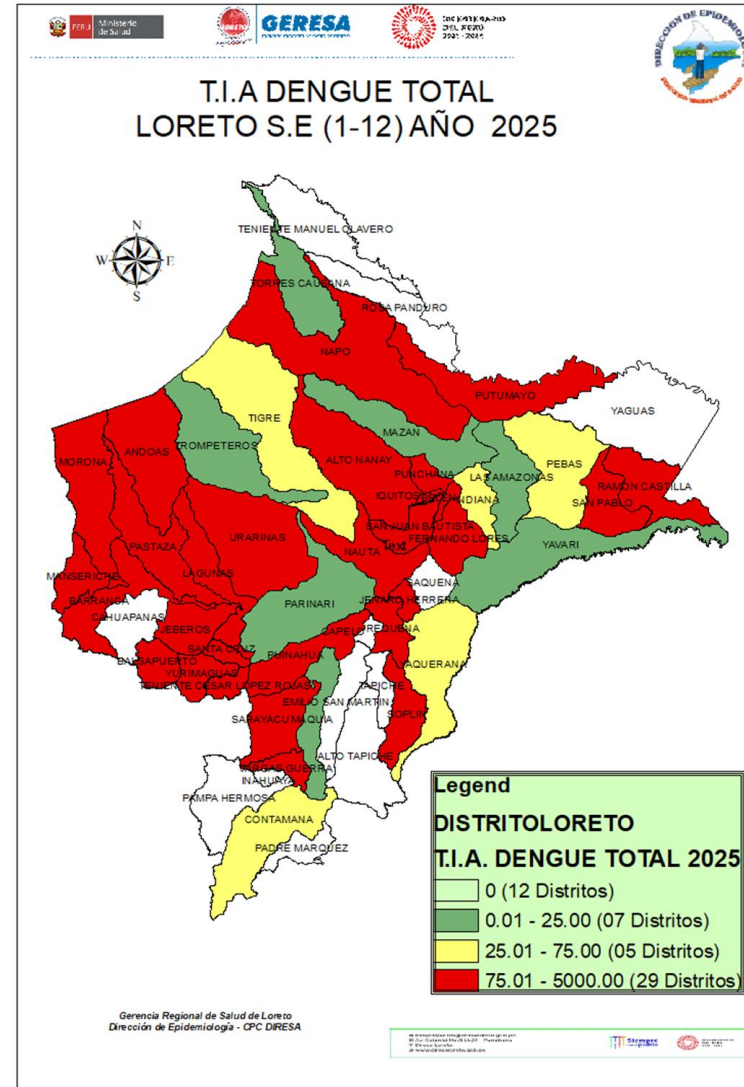 PERÚ
Ministerio
de Salud
GERESA
T.I.A DENGUE TOTAL
LORETO S.E (1-12) AÑO 2025
N
W
E
S
TENIENTE MANUEL CLAVERO
TORRES CAUSANA
ROSA PANDURO
NAPO
PUTUMAYO
YAGUAS
TIGRE
MAZAN
TROMPETEROS
ANDOAS
MORONA
ALTO NANAY
PUNCHANA
LAS AMAZONAS
PEBAS
RAMON CASTILLA
SAN PABLO
IQUITOS
BELEN
INDIANA
SAN JUAN BAUTISTA
FERNANDO LORES
URARINAS
NAUTA
Text
YAVARI
PASTAZA
LAGUNAS
MANSERICHE
BARRANCA
CAHUAPANAS
PARINARI
SAQUENA
JENARO HERRERA
JEBEROS
CAPELO
REQUENA
SANTA CRUZ
PUINAHUA
YAQUERANA
BALSAPUERTO
YURIMAGUAS
TENIENTE CESAR LOPEZ ROJAS
TAPICHE
EMILIO SAN MARTIN
SOPLIN
SARAYACU
MAQUIA
ALTO TAPICHE
VARGAS GUERRA
INAHUAYA
PAMPA HERMOSA
CONTAMANA
PADRE MARQUEZ
Legend
DISTRITOLORETO
T.I.A. DENGUE TOTAL 2025
0 (12 Distritos)
0.01 - 25.00 (07 Distritos)
25.01 - 75.00 (05 Distritos)
75.01 - 5000.00 (29 Distritos)
Gerencia Regional de Salud de Loreto
Dirección de Epidemiología - CPC DIRESA